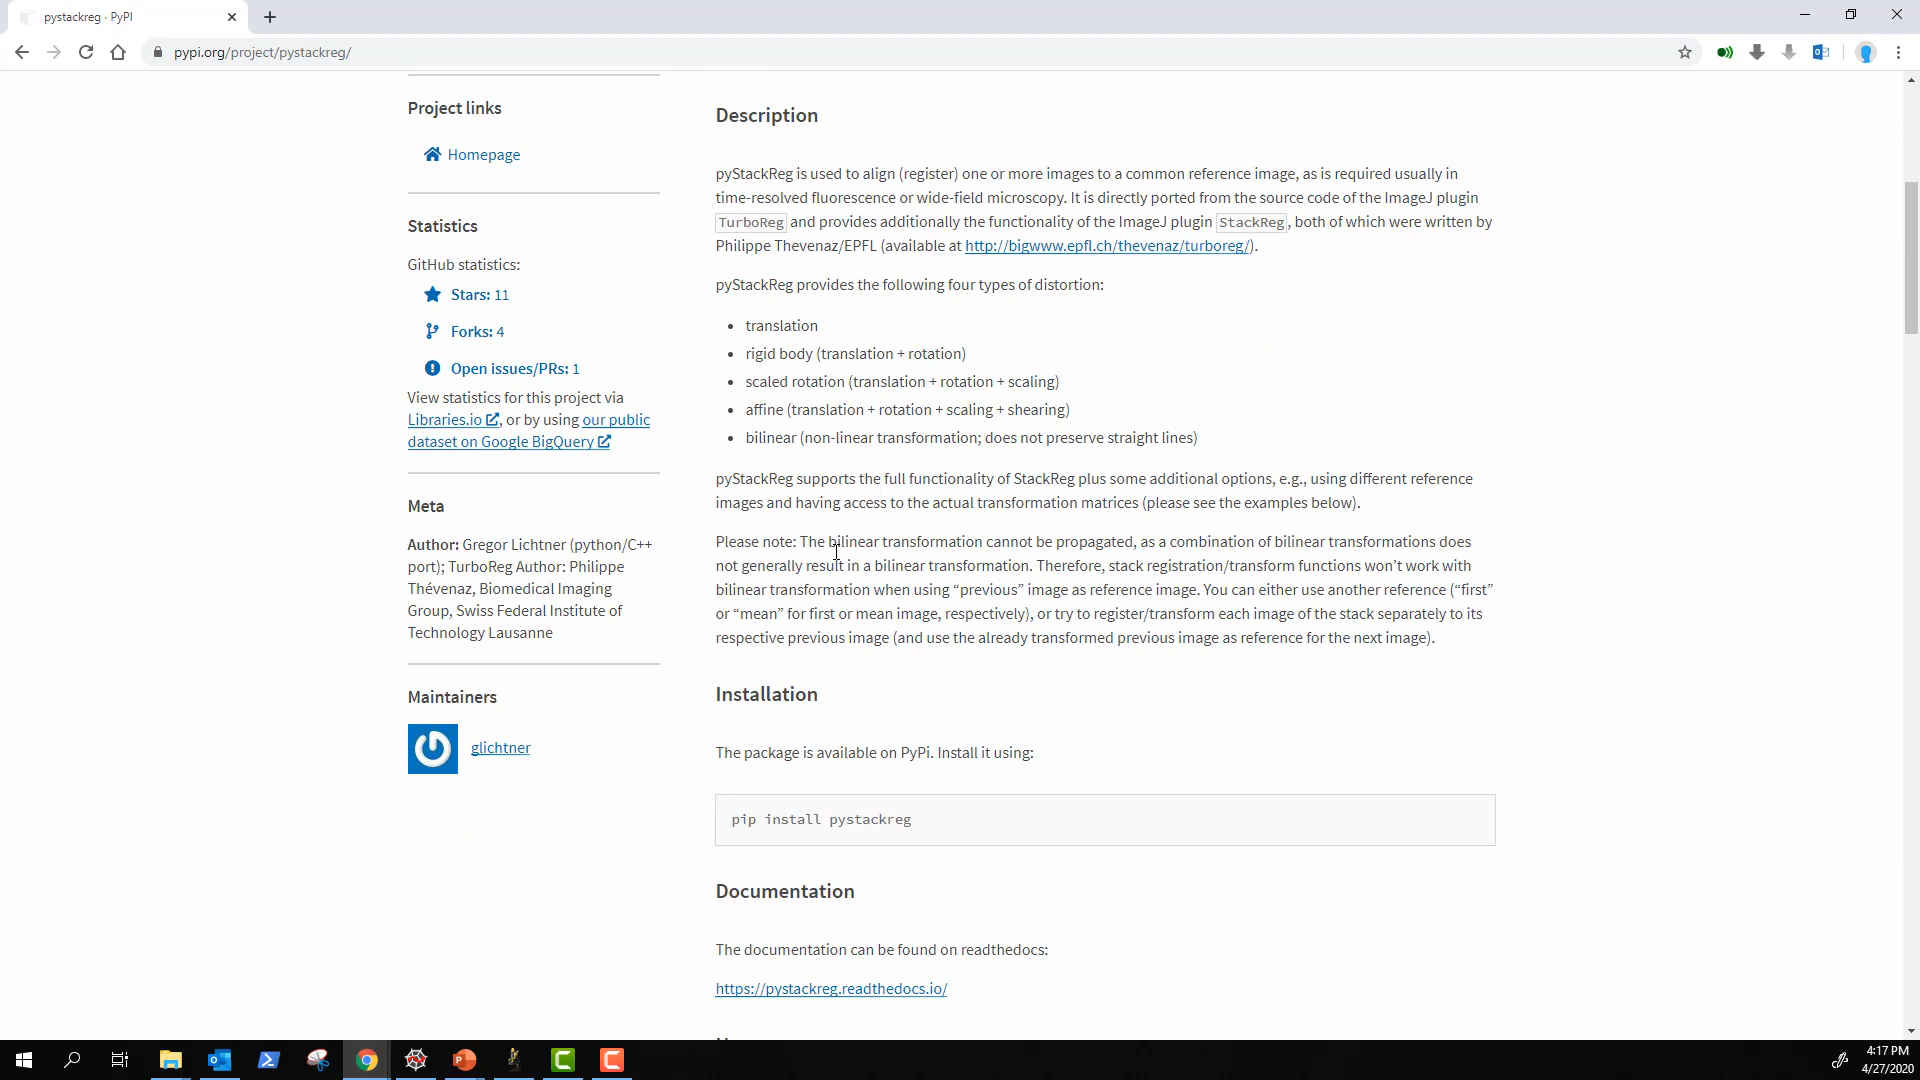 pystackreg · PyPI
pypi.org/project/pystackreg/
Project links
Homepage
Statistics
GitHub statistics:
Stars: 11
Forks: 4
Open issues/PRs: 1
View statistics for this project via
Libraries.io, or by using our public
dataset on Google BigQuery
Meta
Author: Gregor Lichtner (python/C++
port); TurboReg Author: Philippe
Thévenaz, Biomedical Imaging
Group, Swiss Federal Institute of
Technology Lausanne
Maintainers
glichtner
Description
pyStackReg is used to align (register) one or more images to a common reference image, as is required usually in
time-resolved fluorescence or wide-field microscopy. It is directly ported from the source code of the ImageJ plugin
TurboReg and provides additionally the functionality of the ImageJ plugin StackReg, both of which were written by
Philippe Thevenaz/EPFL (available at http://bigwww.epfl.ch/thevenaz/turboreg/).
pyStackReg provides the following four types of distortion:
• translation
• rigid body (translation + rotation)
• scaled rotation (translation + rotation + scaling)
• affine (translation + rotation + scaling + shearing)
• bilinear (non-linear transformation; does not preserve straight lines)
pyStackReg supports the full functionality of StackReg plus some additional options, e.g., using different reference
images and having access to the actual transformation matrices (please see the examples below).
Please note: The bilinear transformation cannot be propagated, as a combination of bilinear transformations does
not generally result in a bilinear transformation. Therefore, stack registration/transform functions won’t work with
bilinear transformation when using “previous” image as reference image. You can either use another reference (“first”
or “mean” for first or mean image, respectively), or try to register/transform each image of the stack separately to its
respective previous image (and use the already transformed previous image as reference for the next image).
Installation
The package is available on PyPi. Install it using:
pip install pystackreg
Documentation
The documentation can be found on readthedocs:
https://pystackreg.readthedocs.io/
4:17 PM
4/27/2020